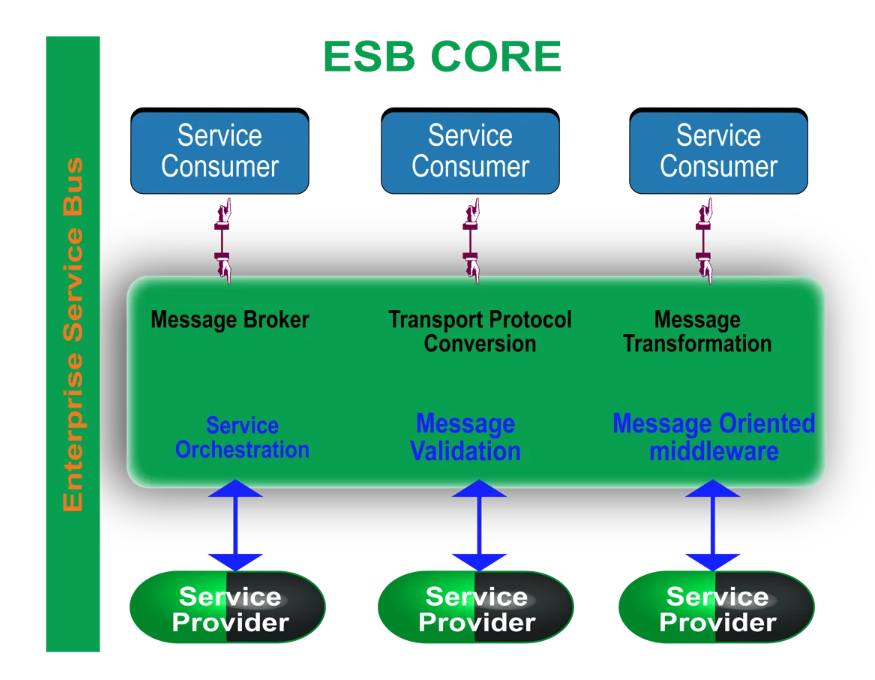 ESB CORE
Enterprise Service Bus
Service
Consumer
Service
Consumer
Service
Consumer
Message Broker
Transport Protocol
Conversion
Message
Transformation
Service
Orchestration
Message
Validation
Message Oriented
middleware
Service
Provider
Service
Provider
Service
Provider